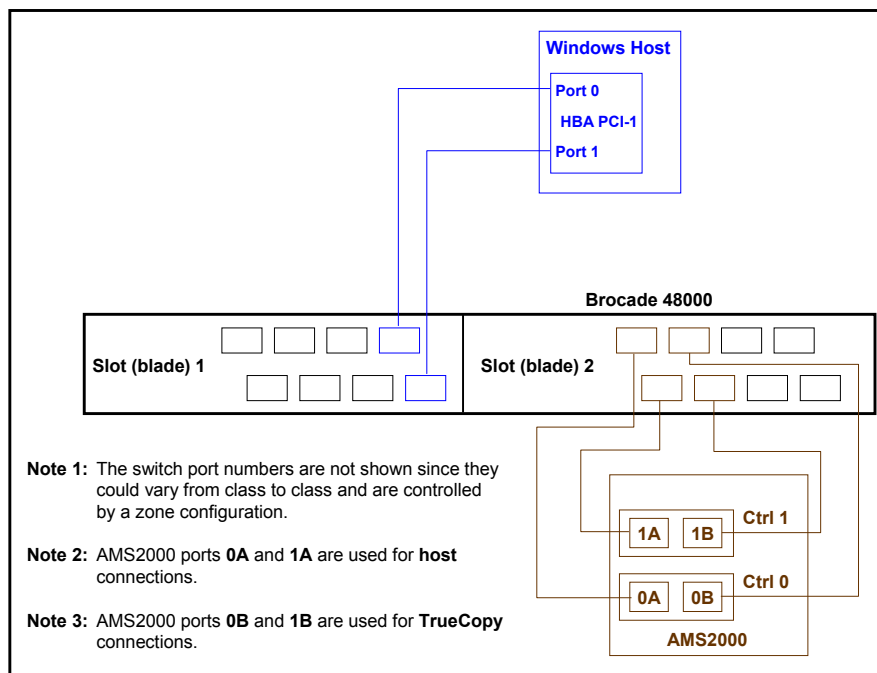 Windows Host
Port 0
HBA PCI-1
Port 1
Brocade 48000
Slot (blade) 1
Slot (blade) 2
Note 1: The switch port numbers are not shown since they
could vary from class to class and are controlled
by a zone configuration.
Note 2: AMS2000 ports 0A and 1A are used for host
connections.
Note 3: AMS2000 ports 0B and 1B are used for TrueCopy
connections.
Ctrl 1
1A 1B
Ctrl 0
0A 0B
AMS2000